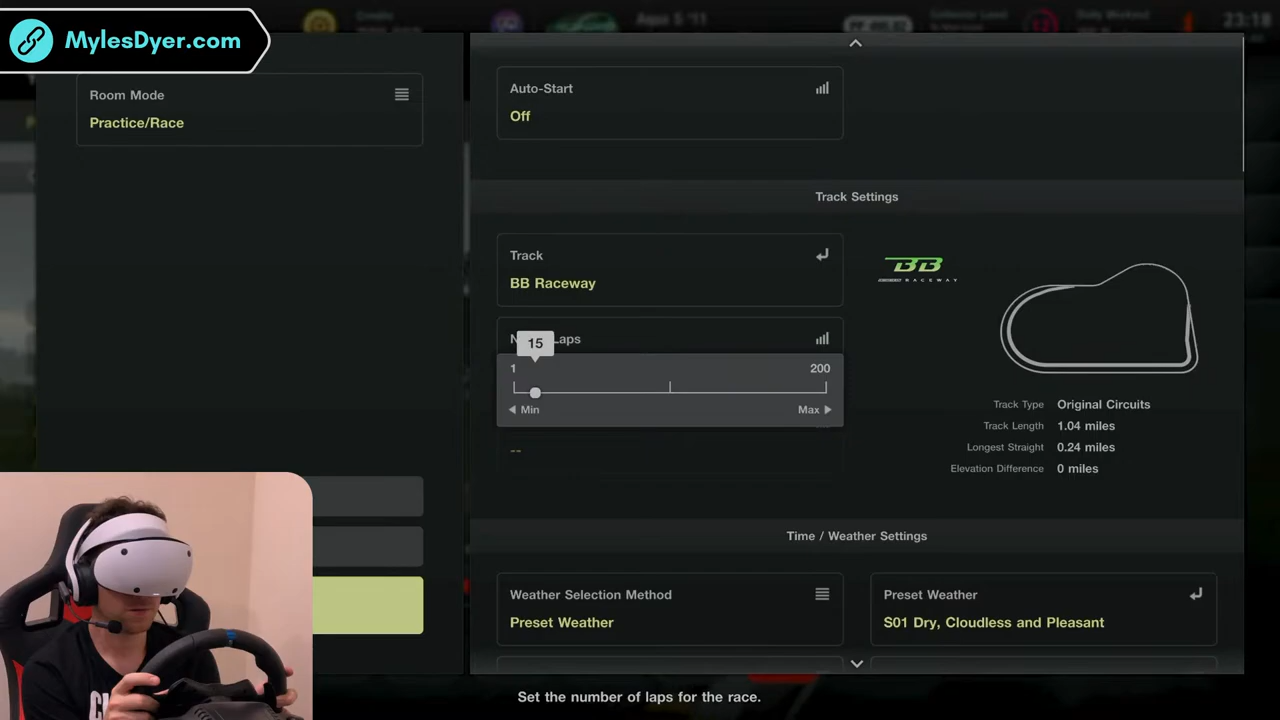 MylesDyer.com
23:18
Room Mode
Practice/Race
Auto-Start
Off
Track Settings
Track
BB Raceway
BB
RACEWAY
Laps
15
1
200
Min
Max
--
Track Type Original Circuits
Track Length 1.04 miles
Longest Straight 0.24 miles
Elevation Difference 0 miles
Time / Weather Settings
Weather Selection Method
Preset Weather
Preset Weather
S01 Dry, Cloudless and Pleasant
Set the number of laps for the race.